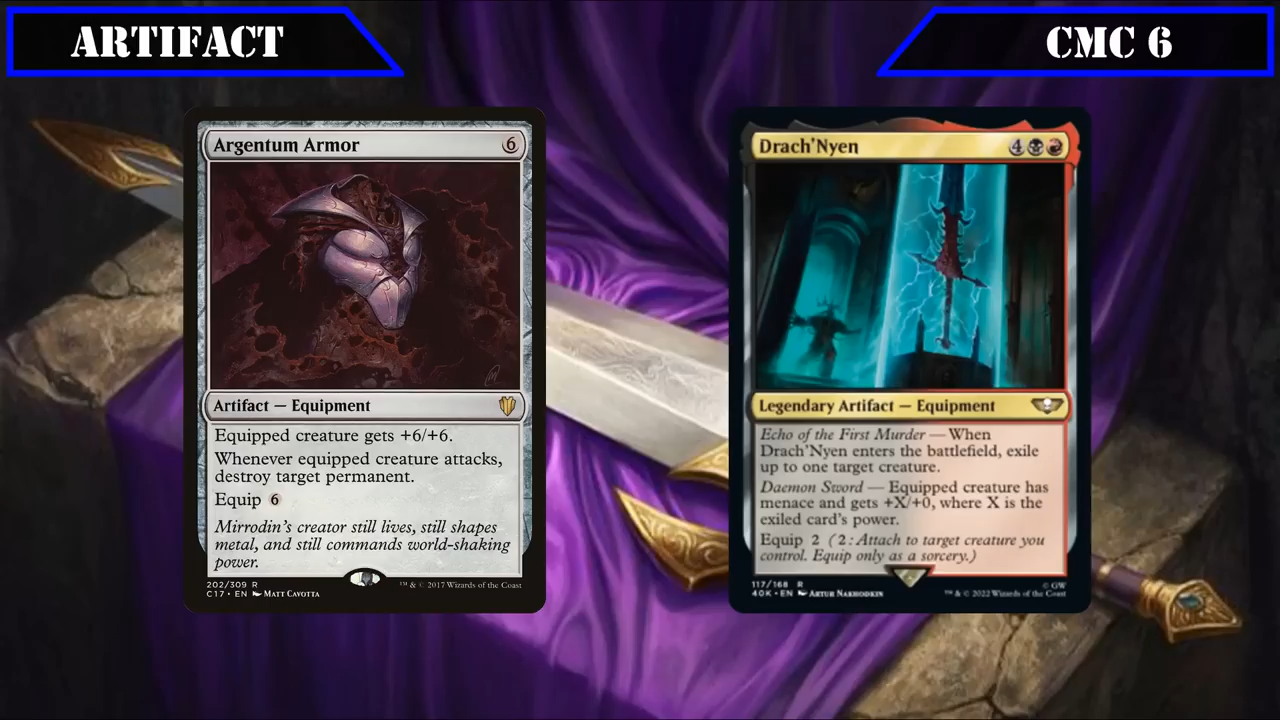 ARTIFACT
CMC 6
Argentum Armor 6
Artifact — Equipment
Equipped creature gets +6/+6.
Whenever equipped creature attacks,
destroy target permanent.
Equip 6
Mirrodin's creator still lives, still shapes
metal, and still commands world-shaking
power.
202/309 R
C17 • EN MATT CAVOTTA
™ & © 2017 Wizards of the Coast
Drach'Nyen 4
Legendary Artifact — Equipment
Echo of the First Murder — When
Drach'Nyen enters the battlefield, exile
up to one target creature.
Daemon Sword — Equipped creature has
menace and gets +X/+0, where X is the
exiled card's power.
Equip 2 (2: Attach to target creature you
control. Equip only as a sorcery.)
117/168 R
40K • EN ARTUR NAKHODKIN
© GW
™ & © 2022 Wizards of the Coast